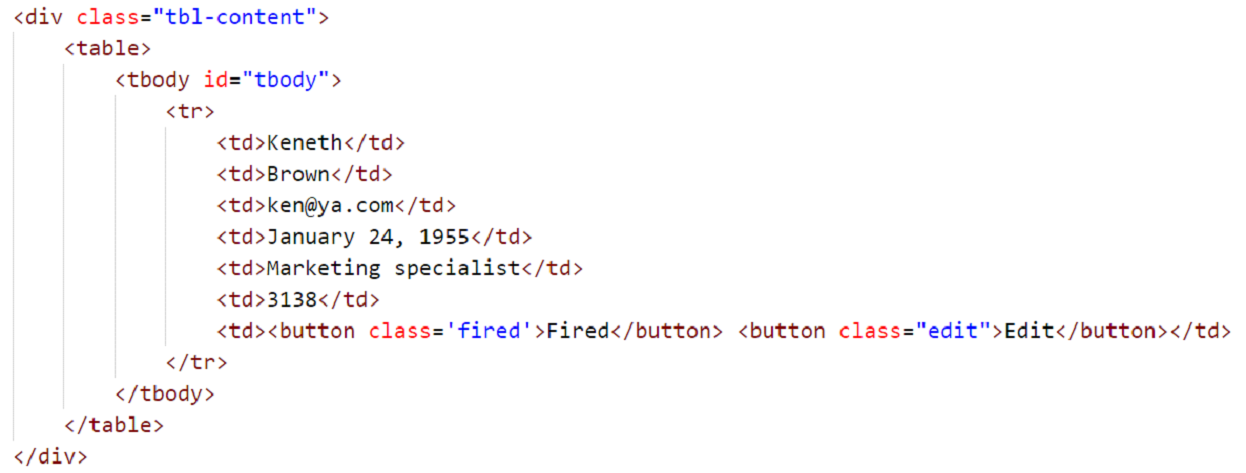 <div class="tbl-content">
    <table>
        <tbody id="tbody">
            <tr>
                <td>Keneth</td>
                <td>Brown</td>
                <td>ken@ya.com</td>
                <td>January 24, 1955</td>
                <td>Marketing specialist</td>
                <td>3138</td>
                <td><button class='fired'>Fired</button> <button class="edit">Edit</button></td>
            </tr>
        </tbody>
    </table>
</div>